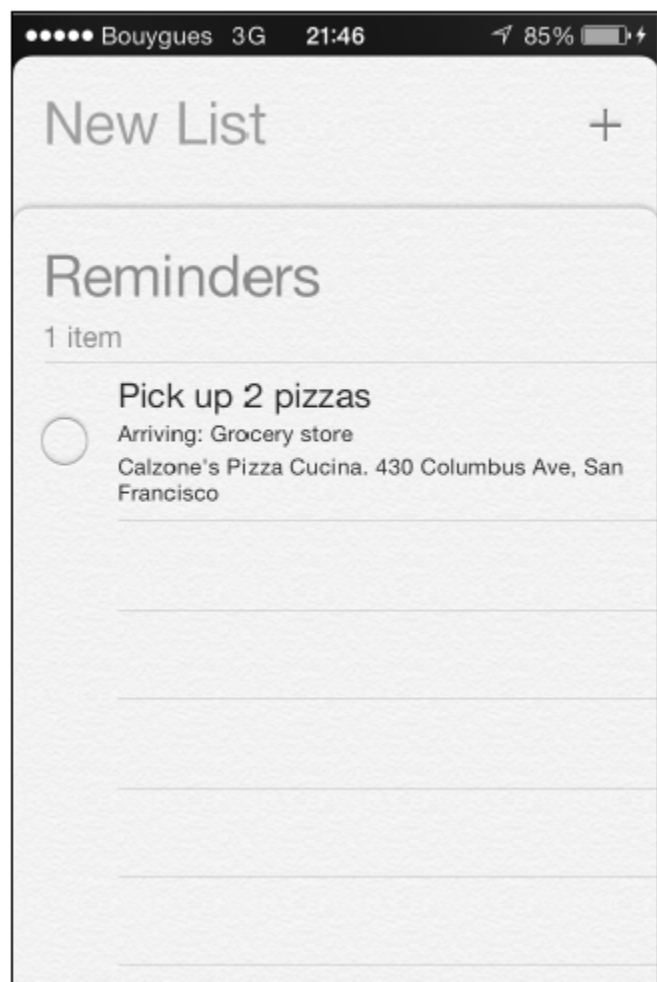 Bouygues 3G 21:46 85%
New List +
Reminders
1 item
Pick up 2 pizzas
Arriving: Grocery store
Calzone's Pizza Cucina. 430 Columbus Ave, San
Francisco